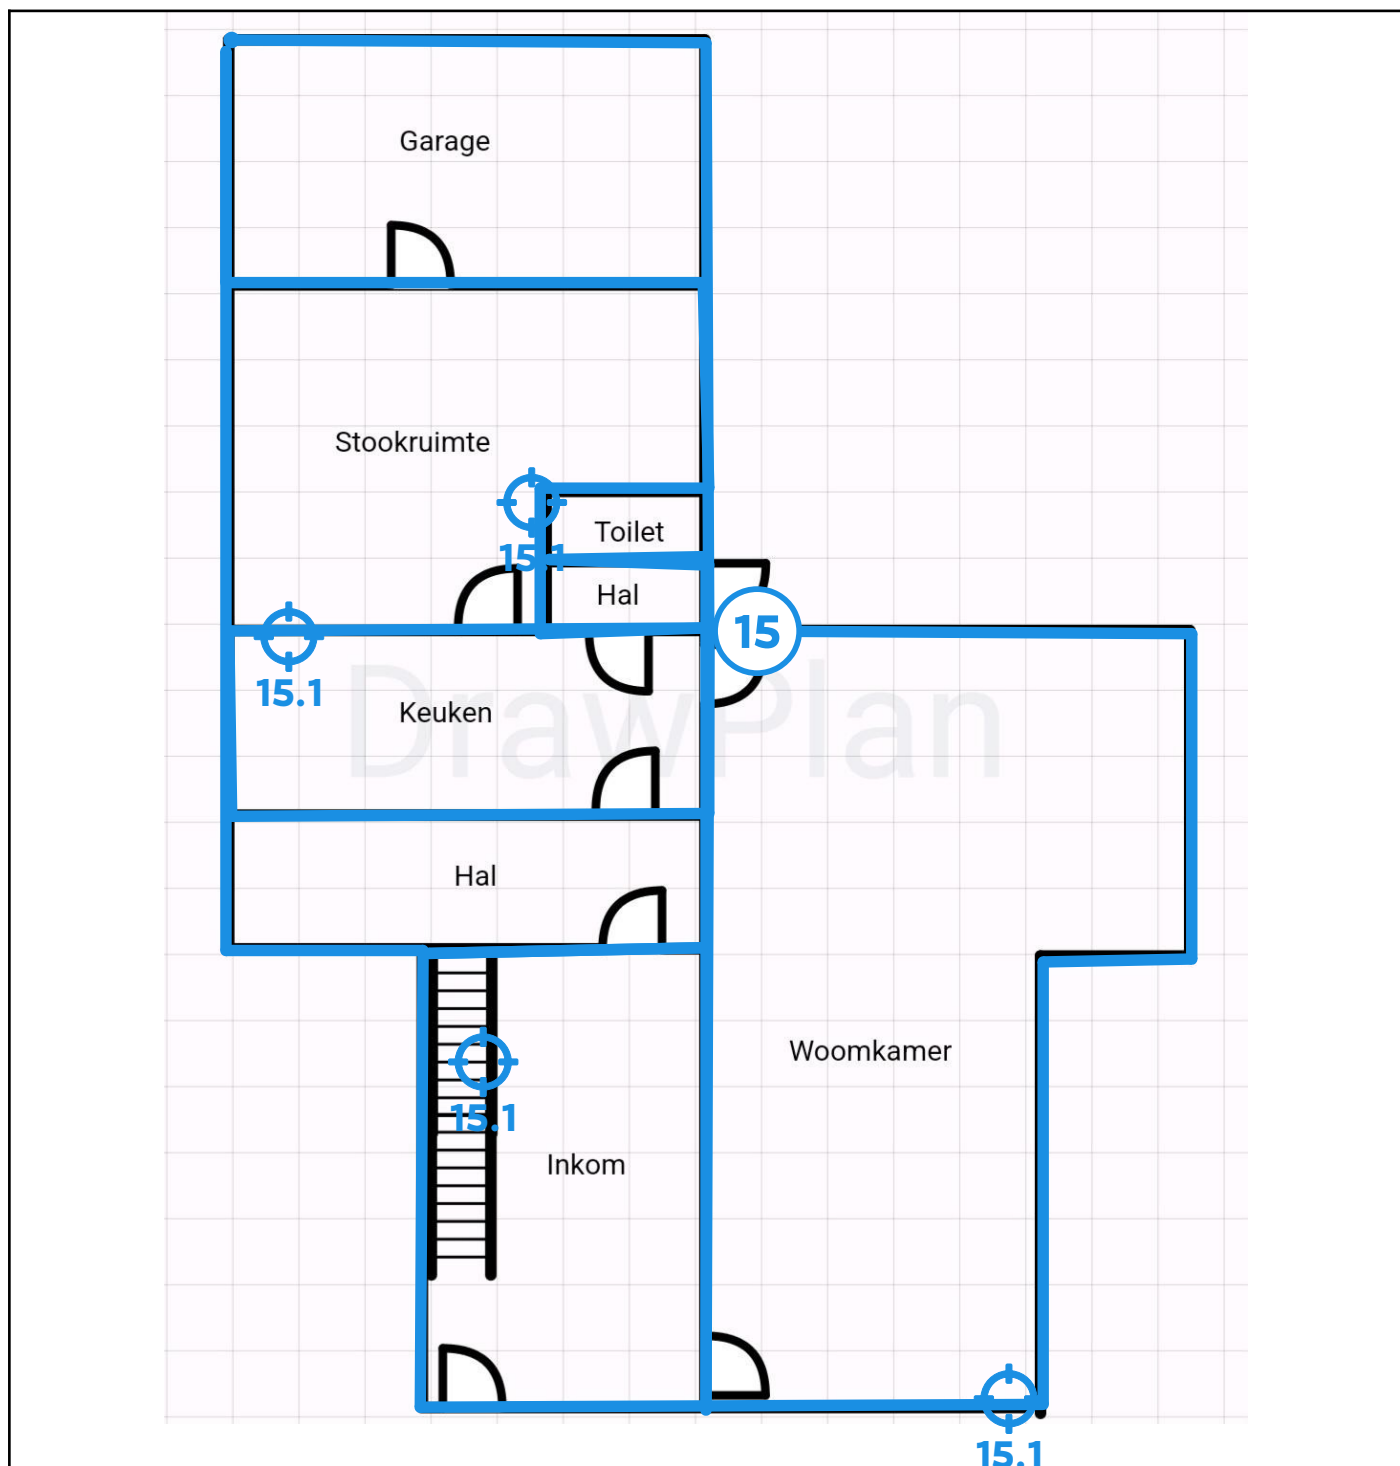 Garage
Stookruimte
Toilet
15.1
Hal
15
15.1
Keuken
DrawPlan
Hal
Woomkamer
15.1
Inkom
15.1